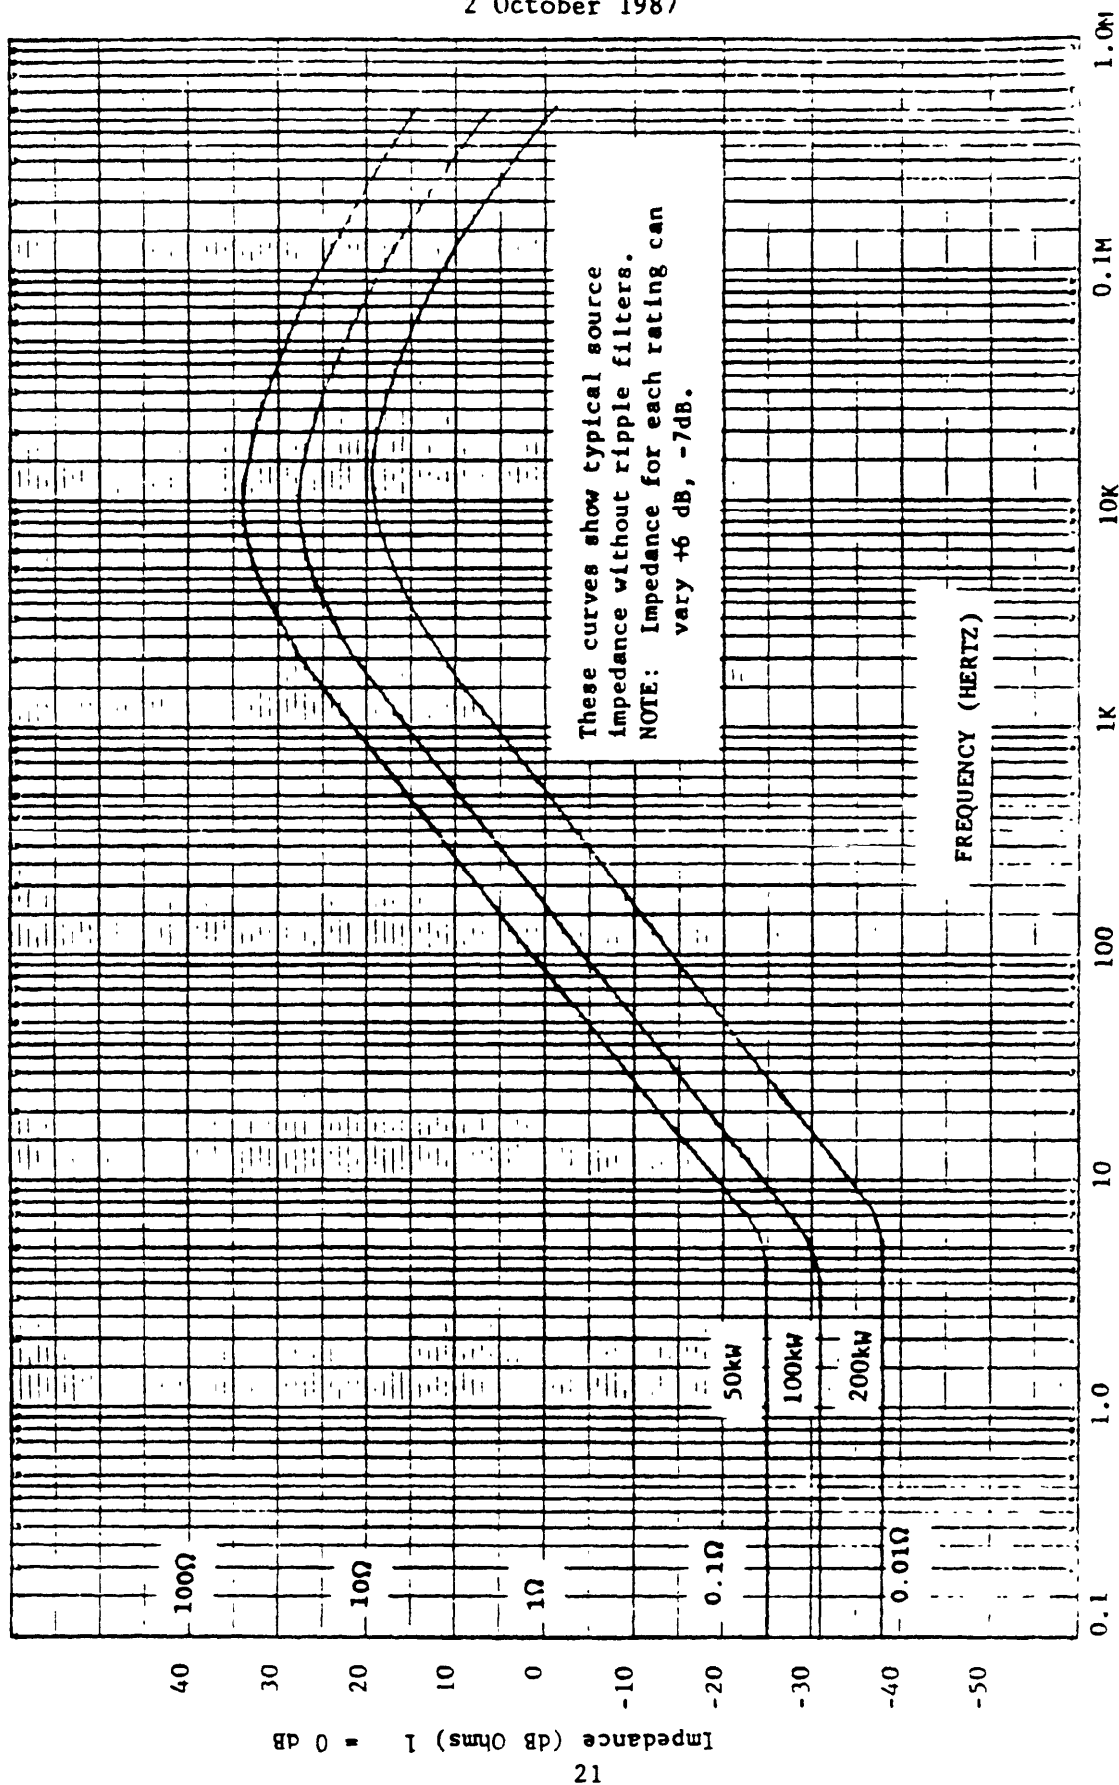 2 October 1987
40
30
20
10
0
-10
-20
-30
-40
-50
Impedance (dB Ohms) 1 = 0 dB
100Ω
10Ω
1Ω
0.1Ω
0.01Ω
50kW
100kW
200kW
These curves show typical source
impedance without ripple filters.
NOTE: Impedance for each rating can
vary +6 dB, -7dB.
FREQUENCY (HERTZ)
0.1
1.0
10
100
1K
10K
0.1M
1.0M
21